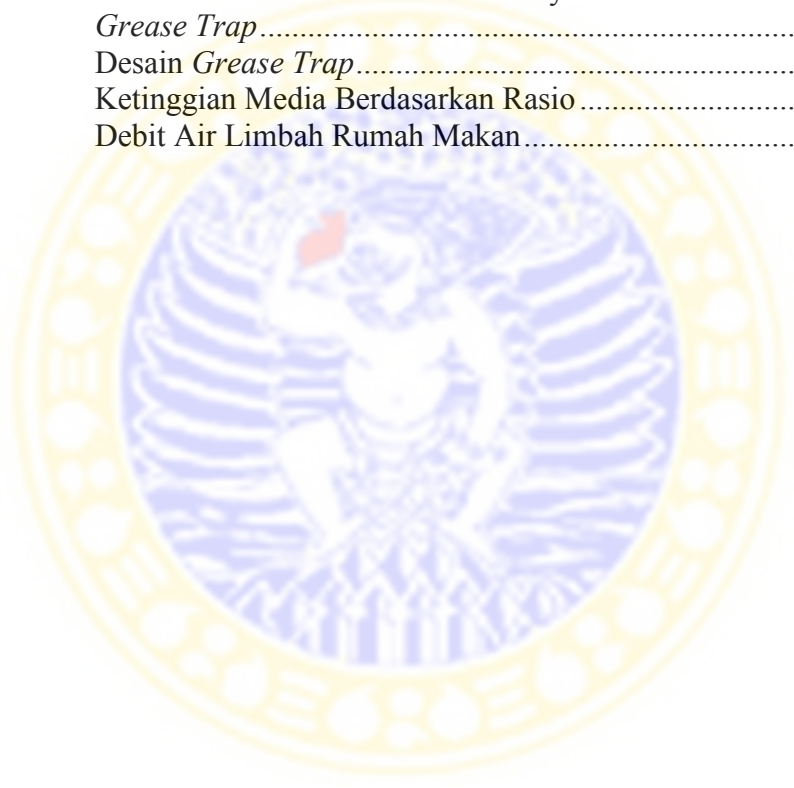 Grease Trap................................................................
Desain Grease Trap....................................................
Ketinggian Media Berdasarkan Rasio..........................
Debit Air Limbah Rumah Makan.................................